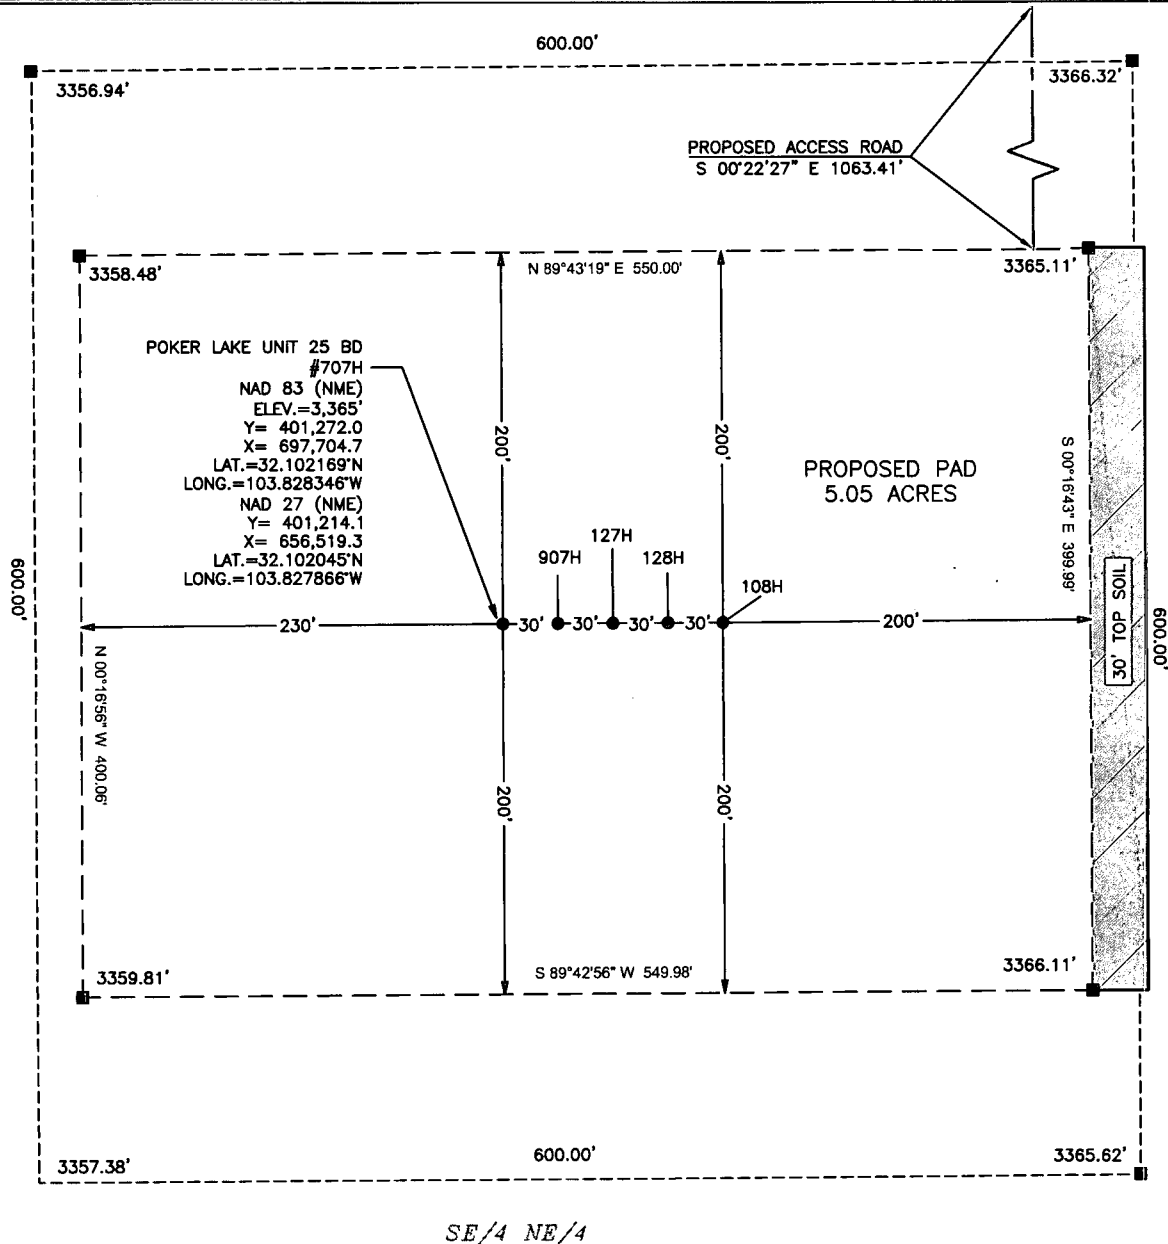 600.00'
3356.94'
3366.32'
PROPOSED ACCESS ROAD
S 00°22'27" E 1063.41'
3358.48'
N 89°43'19" E 550.00'
3365.11'
POKER LAKE UNIT 25 BD
#707H
NAD 83 (NME)
ELEV.=3,365'
Y= 401,272.0
X= 697,704.7
LAT.=32.102169°N
LONG.=103.828346°W
NAD 27 (NME)
Y= 401,214.1
X= 656,519.3
LAT.=32.102045°N
LONG.=103.827866°W
200'
200'
PROPOSED PAD
5.05 ACRES
S 00°16'43" E 399.99'
600.00'
907H
127H
128H
108H
230'
30'
30'
30'
30'
200'
30' TOP SOIL
600.00'
N 00°16'56" W 400.06'
200'
200'
3359.81'
S 89°42'56" W 549.98'
3366.11'
3357.38'
600.00'
3365.62'
SE/4 NE/4